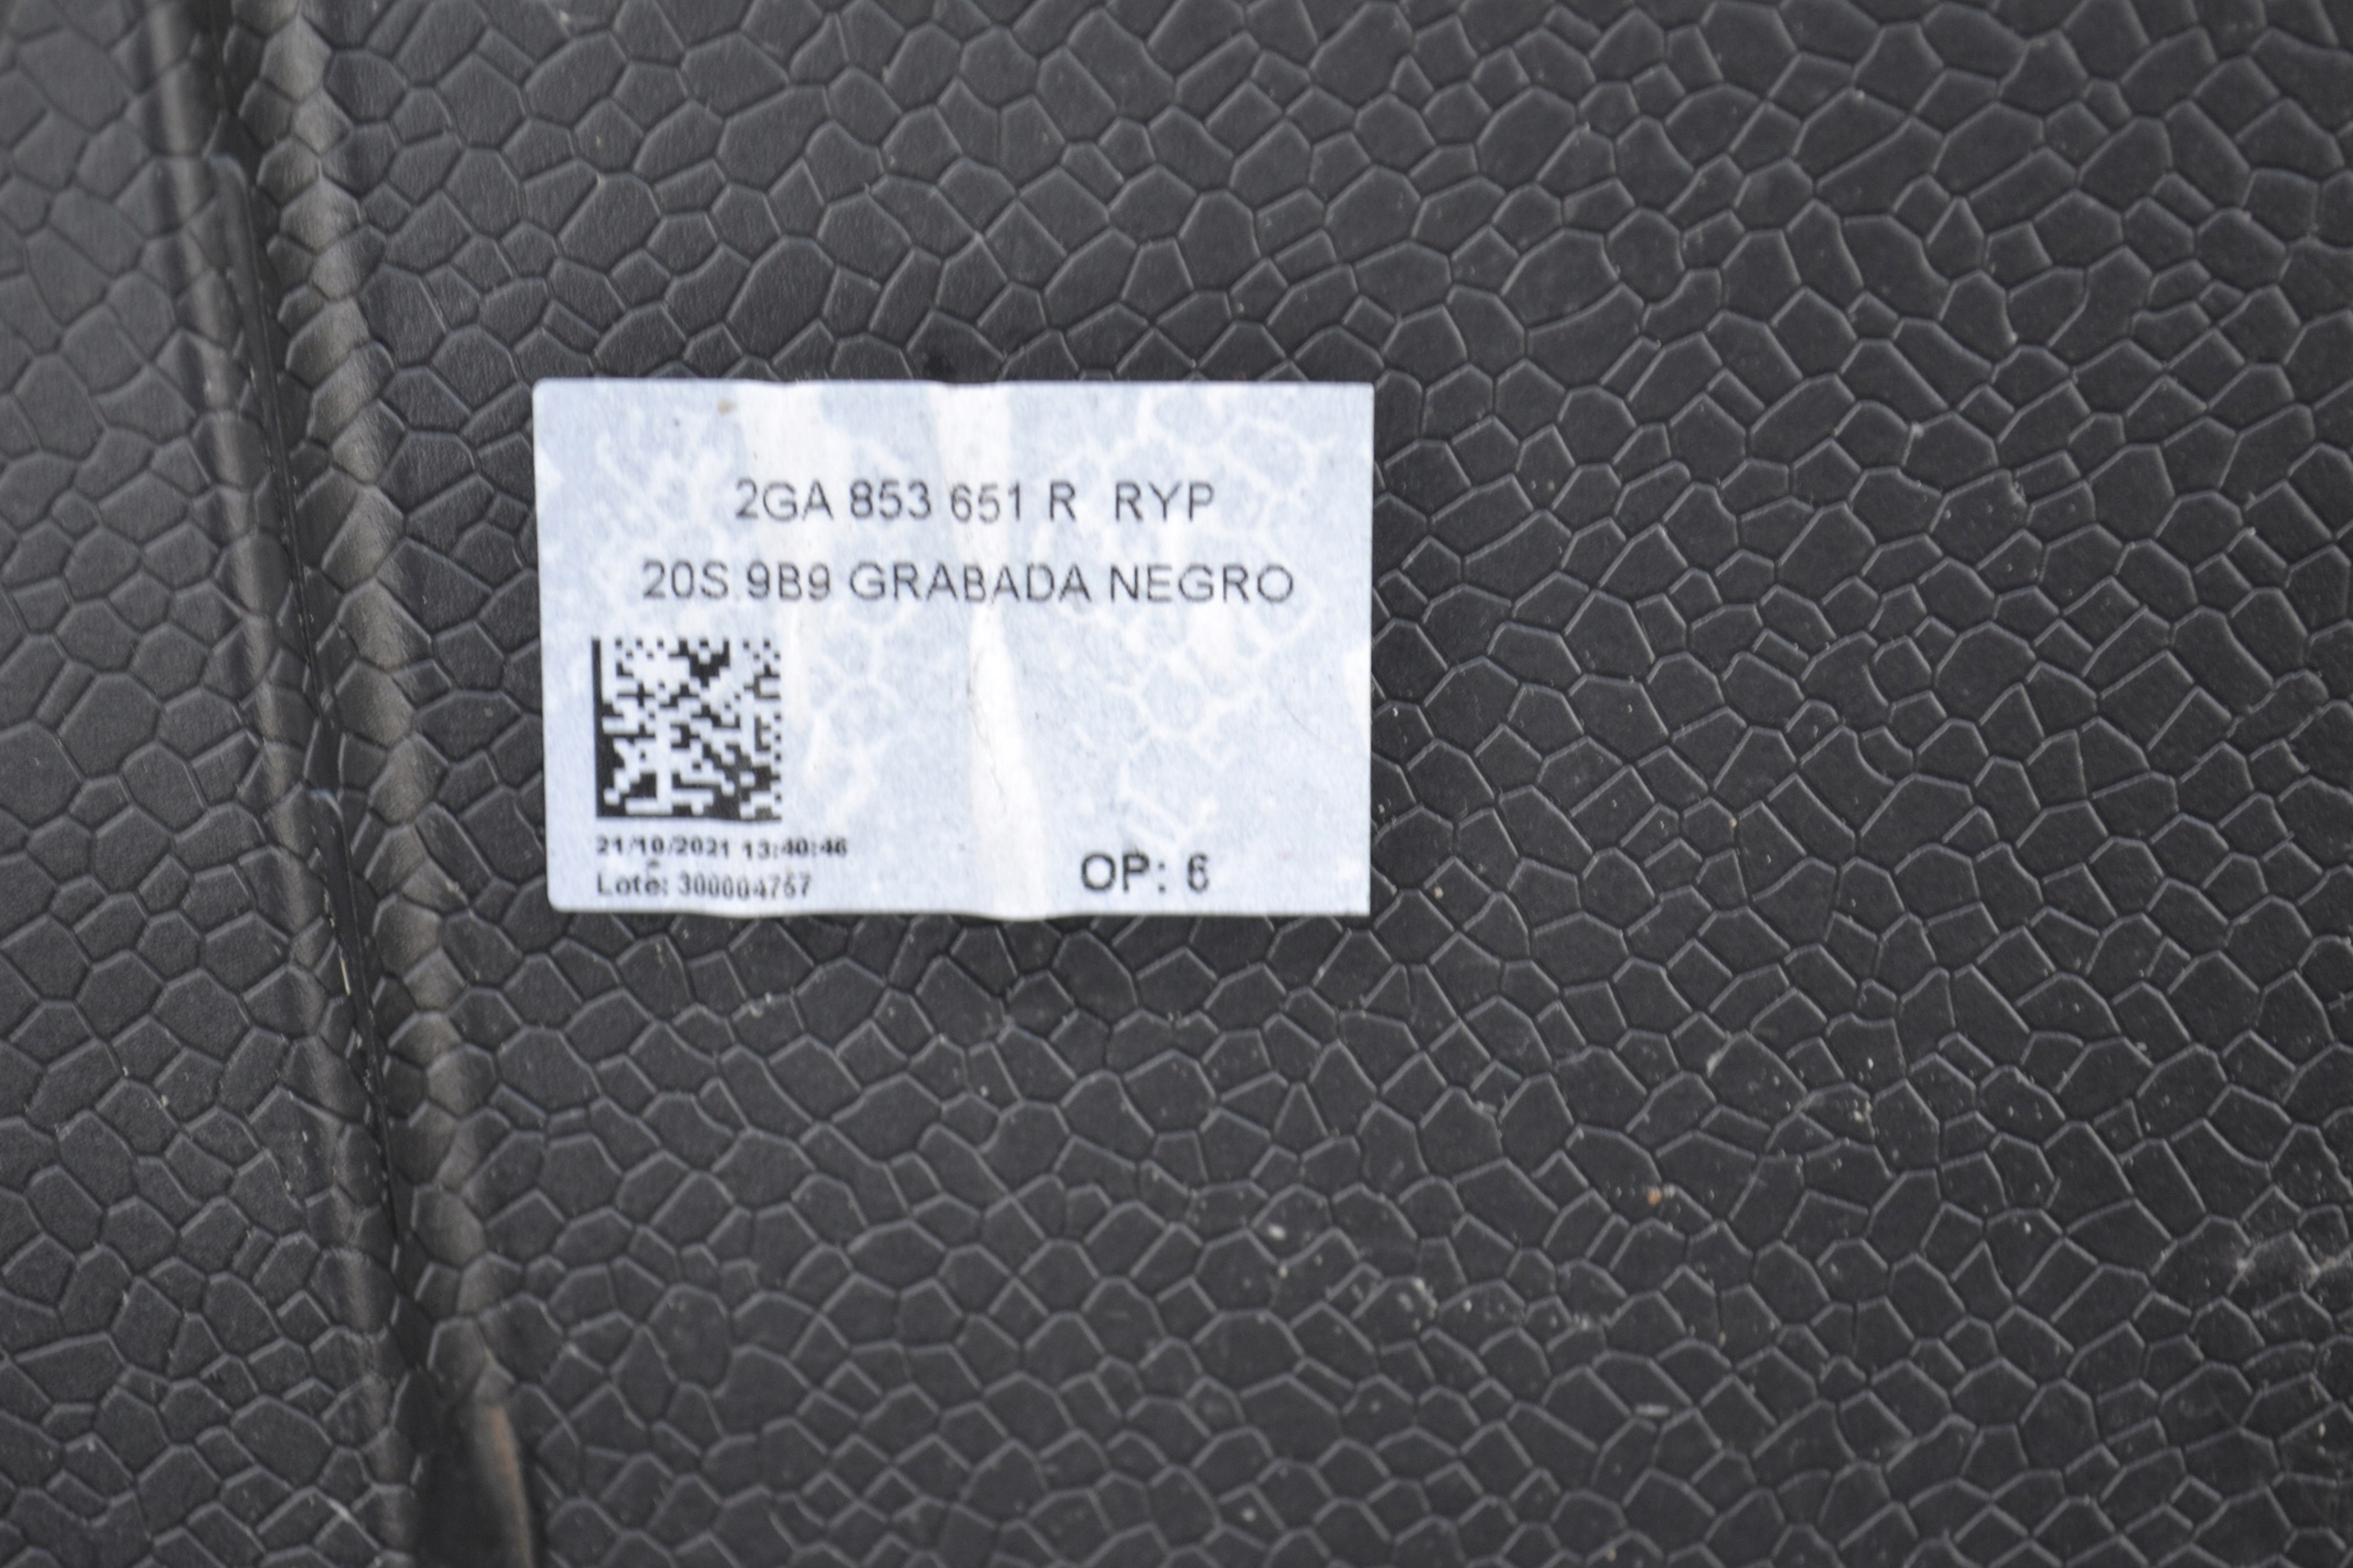 2GA 853 651 R RYP
20S 9B9 GRABADA NEGRO
21/10/2021 13:40:46
Lote: 300004757
OP: 6